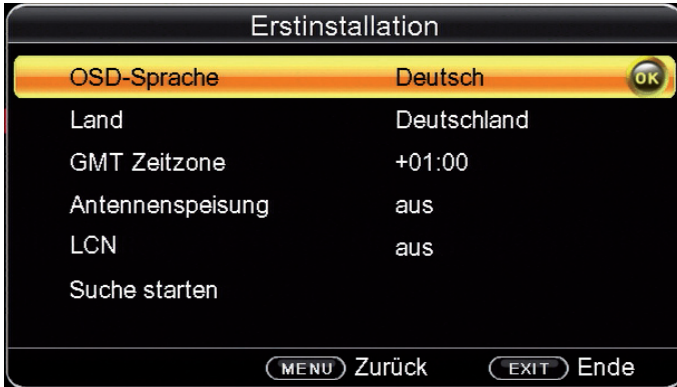 Erstinstallation
OSD-Sprache Deutsch OK
Land Deutschland
GMT Zeitzone +01:00
Antennenspeisung aus
LCN aus
Suche starten
MENU Zurück EXIT Ende